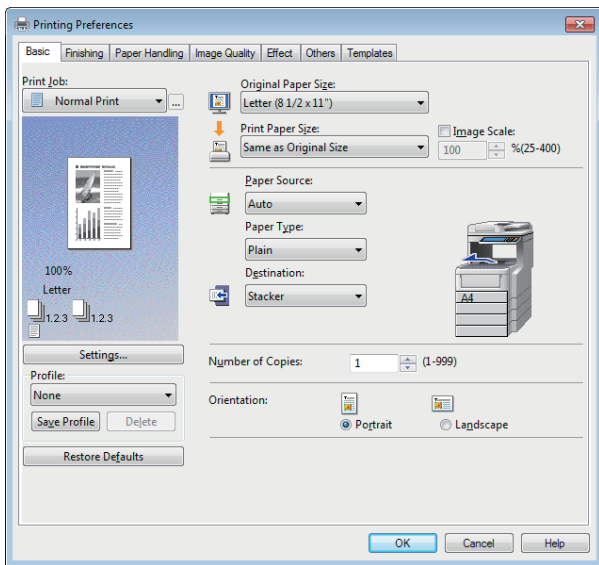 Printing Preferences
Basic Finishing Paper Handling Image Quality Effect Others Templates
Print Job:
Normal Print
...
100%
Letter
1.2.3 1.2.3
Settings...
Profile:
None
Save Profile Delete
Restore Defaults
Original Paper Size:
Letter (8 1/2 x 11")
Print Paper Size:
Same as Original Size
Image Scale:
100 %(25-400)
Paper Source:
Auto
Paper Type:
Plain
Destination:
Stacker
A4
Number of Copies: 1 (1-999)
Orientation:
Portrait Landscape
OK Cancel Help